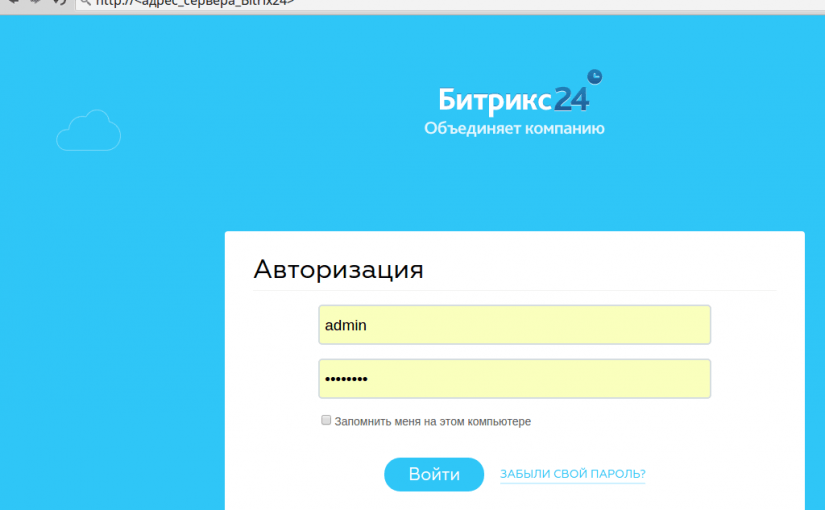 http://<адрес_сервера_Bitrix24>
Битрикс24
Объединяет компанию
Авторизация
admin
••••••••
Запомнить меня на этом компьютере
Войти ЗАБЫЛИ СВОЙ ПАРОЛЬ?